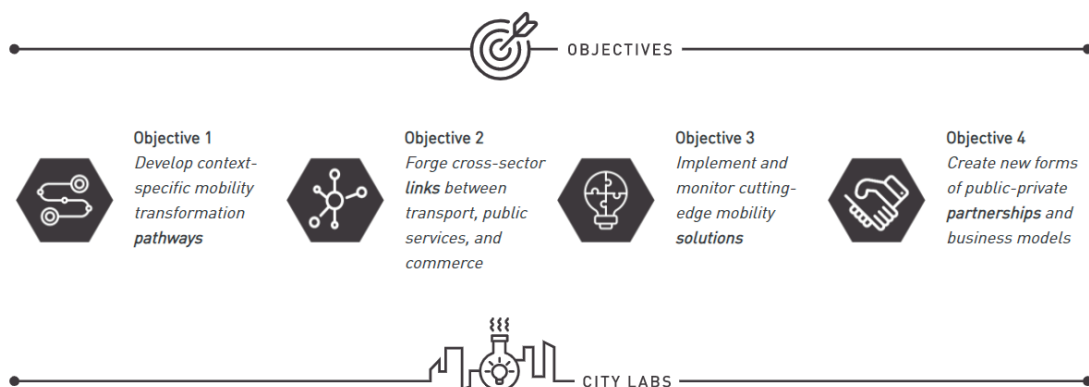 OBJECTIVES
Objective 1
Develop context-
specific mobility
transformation
pathways
Objective 2
Forge cross-sector
links between
transport, public
services, and
commerce
Objective 3
Implement and
monitor cutting-
edge mobility
solutions
Objective 4
Create new forms
of public-private
partnerships and
business models
CITY LABS